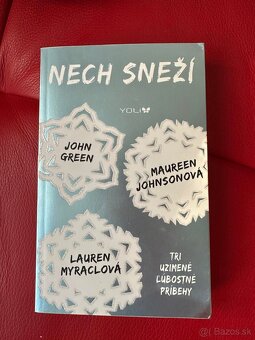 NECH SNEŽÍ
YOLi
JOHN
GREEN
MAUREEN
JOHNSONOVÁ
LAUREN
MYRACLOVÁ
TRI
UZIMENÉ
ĽÚBOSTNÉ
PRÍBEHY
© Bazos.sk